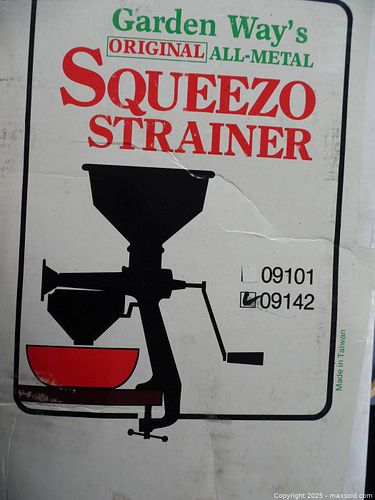 Garden Way's
ORIGINAL ALL-METAL
SQUEEZO
STRAINER
09101
09142
Made in Taiwan
Copyright 2025 - maxsold.com